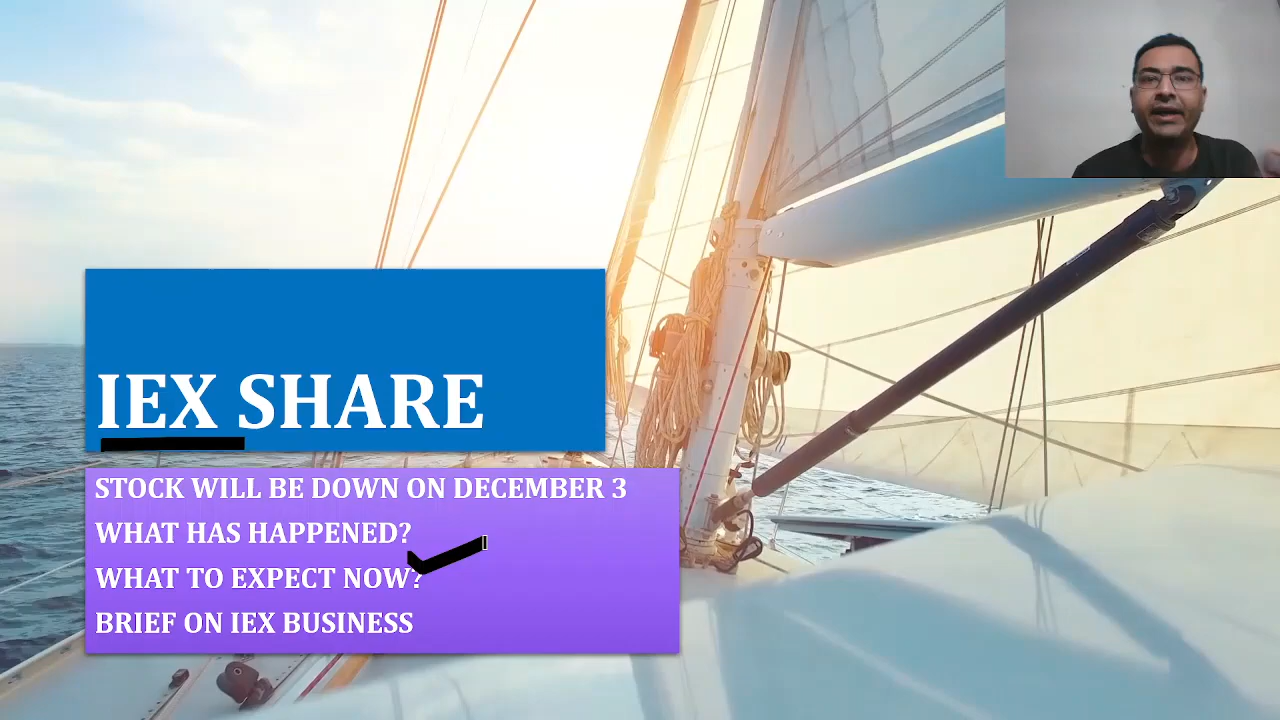 IEX SHARE
STOCK WILL BE DOWN ON DECEMBER 3
WHAT HAS HAPPENED?
WHAT TO EXPECT NOW?
BRIEF ON IEX BUSINESS